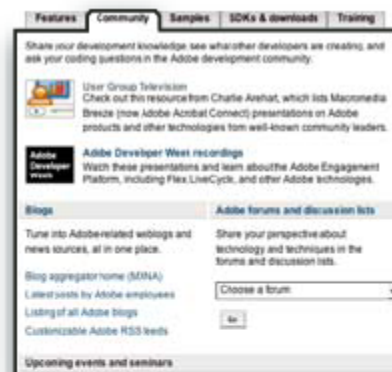 Features Community Samples SDKs & downloads Training
Share your development knowledge, see what other developers are creating, and
ask your coding questions in the Adobe development community.
User Group Television
Check out this resource from Charlie Arehart, which lists Macromedia
Breeze (now Adobe Acrobat Connect) presentations on Adobe
products and other technologies from well-known community leaders.
Adobe
Developer
Week
Adobe Developer Week recordings
Watch these presentations and learn about the Adobe Engagement
Platform, including Flex, LiveCycle, and other Adobe technologies.
Blogs
Tune into Adobe-related weblogs and
news sources, all in one place.
Blog aggregator home (MXNA)
Latest posts by Adobe employees
Listing of all Adobe blogs
Customizable Adobe RSS feeds
Adobe forums and discussion lists
Share your perspective about
technology and techniques in the
forums and discussion lists.
Choose a forum
Go
Upcoming events and seminars